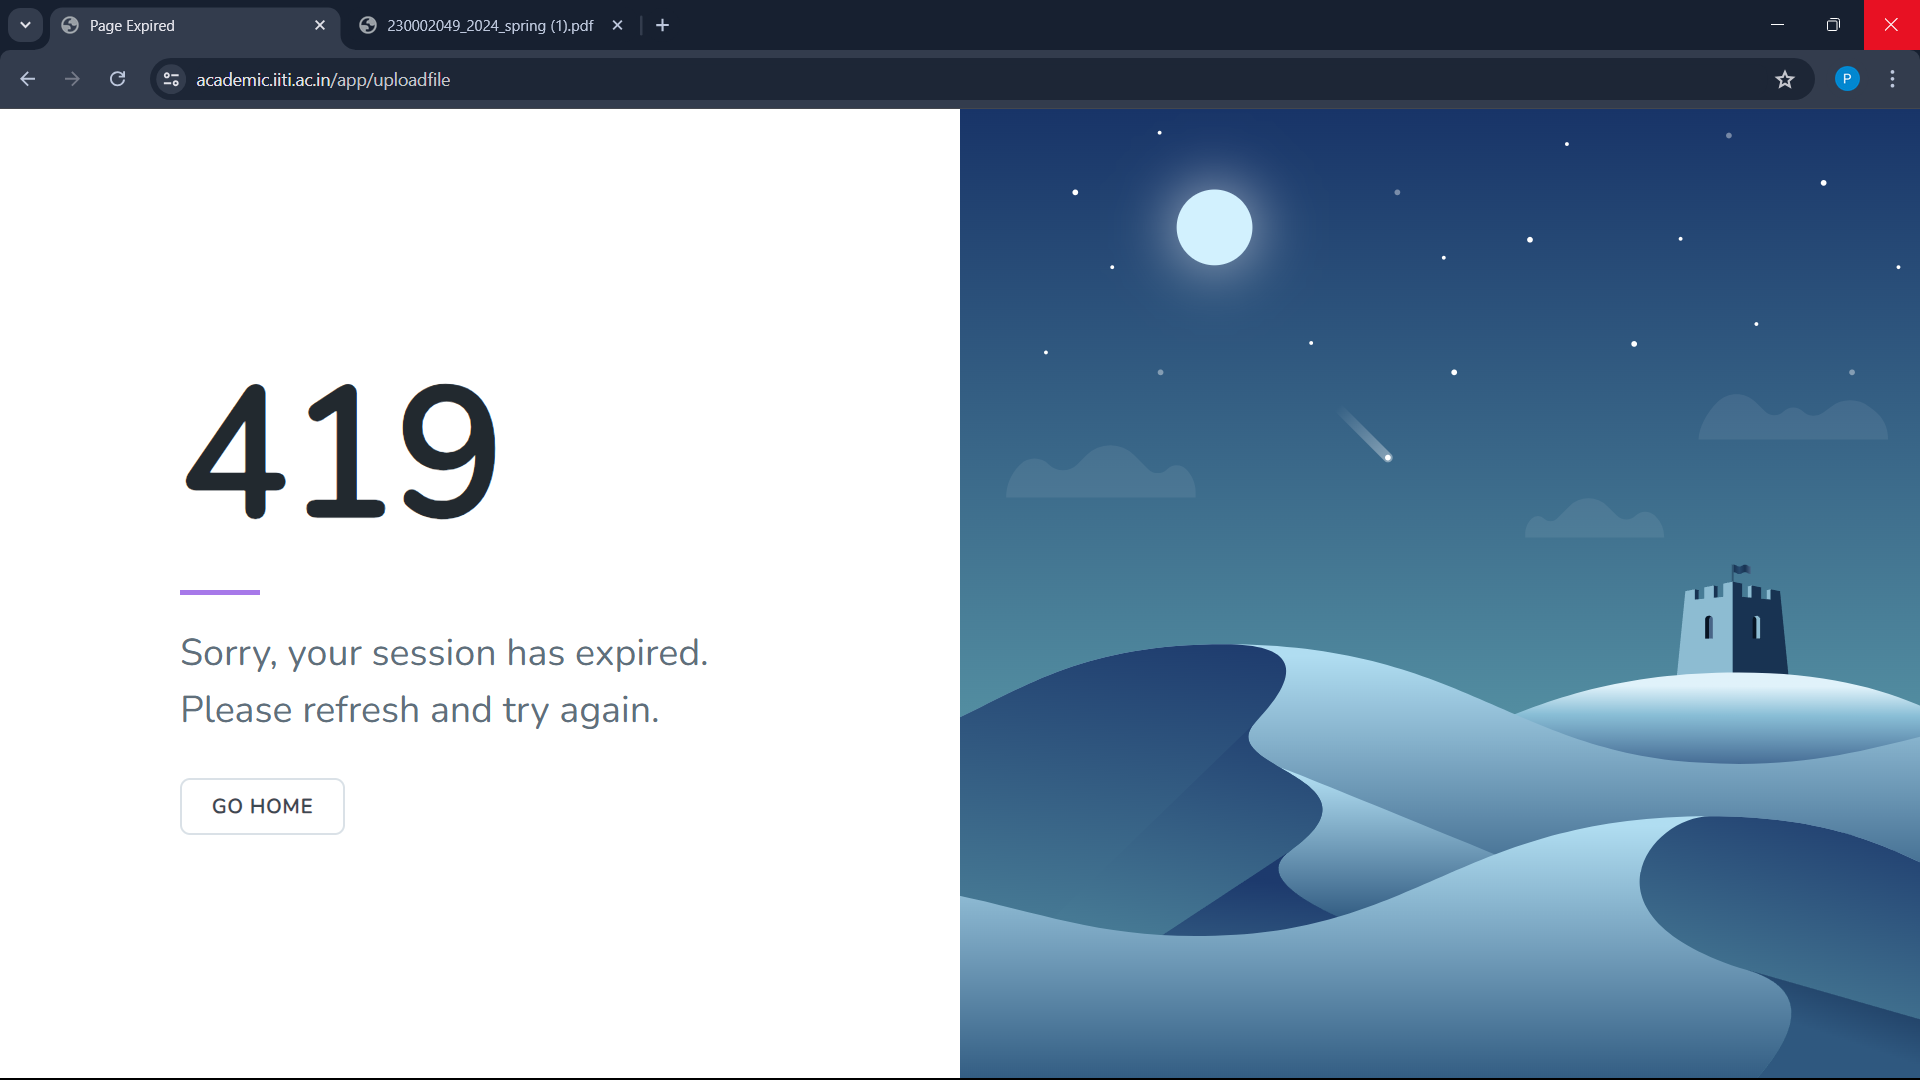 Page Expired
230002049_2024_spring (1).pdf
academic.iiti.ac.in/app/uploadfile
P
419
Sorry, your session has expired.
Please refresh and try again.
GO HOME